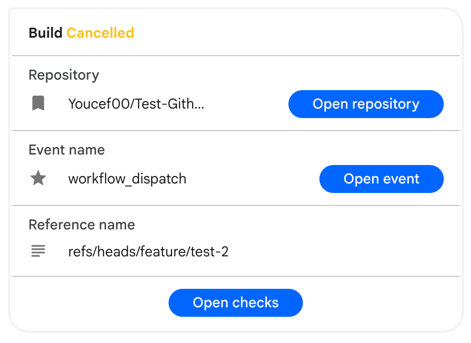 Build Cancelled
Repository
Youcef00/Test-Gith... Open repository
Event name
workflow_dispatch Open event
Reference name
refs/heads/feature/test-2
Open checks